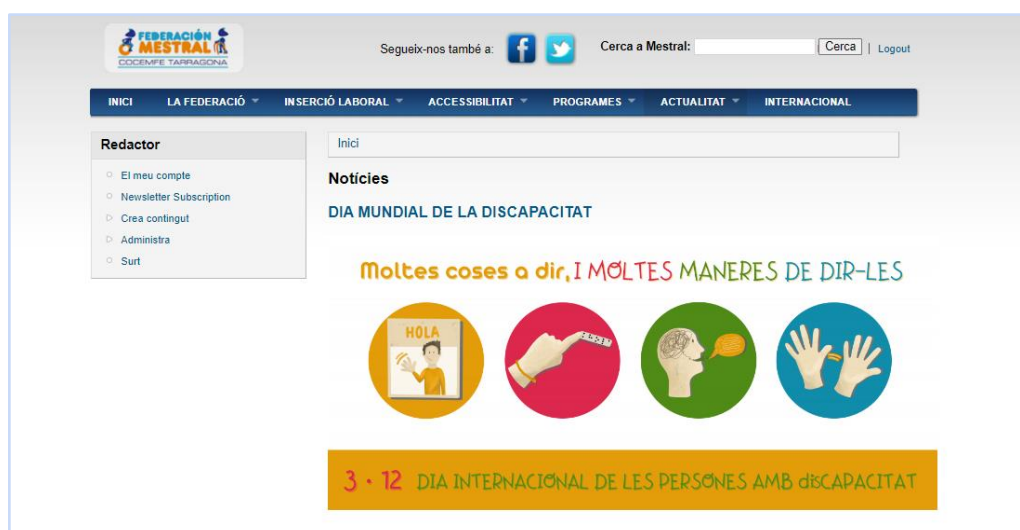 FEDERACIÓN
MESTRAL
COCEMFE TARRAGONA
Segueix-nos també a:
Cerca a Mestral:
Cerca
| Logout
INICI LA FEDERACIÓ INSERCIÓ LABORAL ACCESSIBILITAT PROGRAMES ACTUALITAT INTERNACIONAL
Redactor
El meu compte
Newsletter Subscription
Crea contingut
Administra
Surt
Inici
Notícies
DIA MUNDIAL DE LA DISCAPACITAT
Moltes coses a dir, I MOLTES MANERES DE DIR-LES
HOLA
3 · 12 DIA INTERNACIONAL DE LES PERSONES AMB dISCAPACITAT